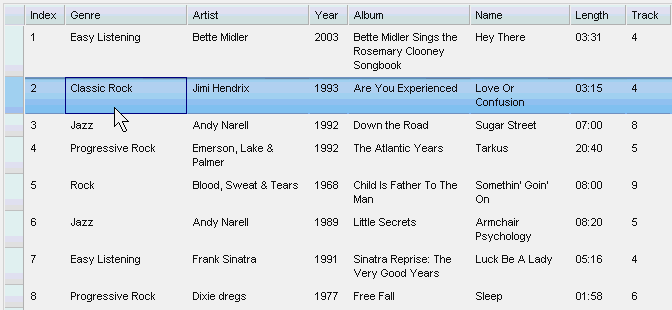 Index Genre Artist Year Album Name Length Track
1 Easy Listening Bette Midler 2003 Bette Midler Sings the Hey There 03:31 4
Rosemary Clooney
Songbook
2 Classic Rock Jimi Hendrix 1993 Are You Experienced Love Or 03:15 4
Confusion
3 Jazz Andy Narell 1992 Down the Road Sugar Street 07:00 8
4 Progressive Rock Emerson, Lake & 1992 The Atlantic Years Tarkus 20:40 5
Palmer
5 Rock Blood, Sweat & Tears 1968 Child Is Father To The Somethin' Goin' 08:00 9
Man On
6 Jazz Andy Narell 1989 Little Secrets Armchair 08:20 5
Psychology
7 Easy Listening Frank Sinatra 1991 Sinatra Reprise: The Luck Be A Lady 05:16 4
Very Good Years
8 Progressive Rock Dixie dregs 1977 Free Fall Sleep 01:58 6